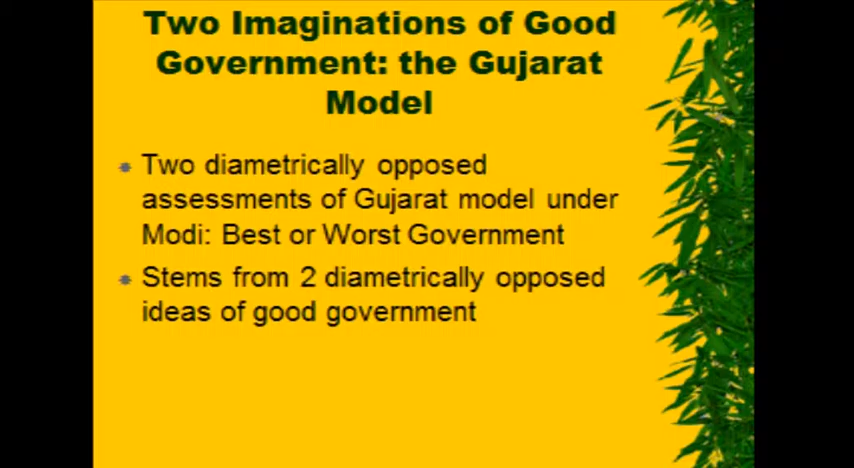 Two Imaginations of Good
Government: the Gujarat
Model
Two diametrically opposed
assessments of Gujarat model under
Modi: Best or Worst Government
Stems from 2 diametrically opposed
ideas of good government